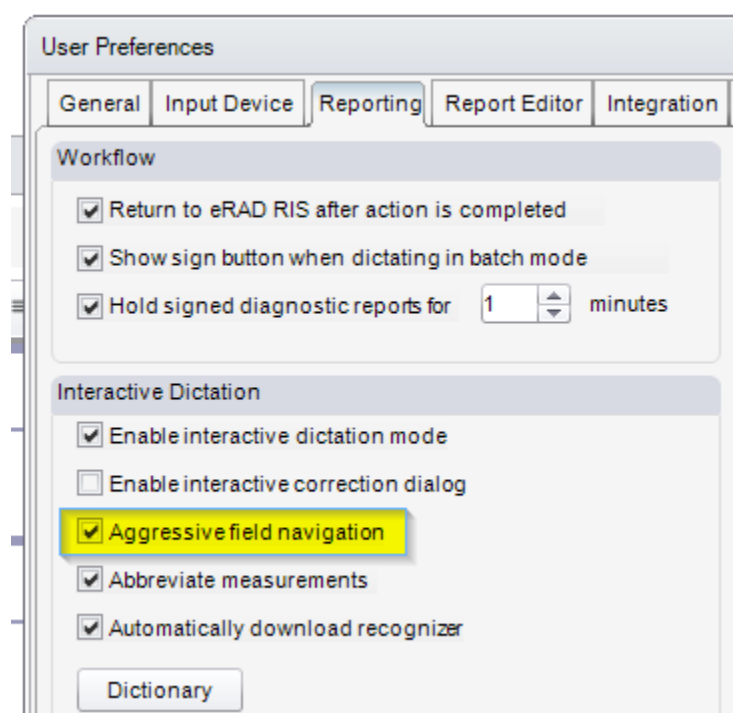 User Preferences
General Input Device Reporting Report Editor Integration
Workflow
Return to eRAD RIS after action is completed
Show sign button when dictating in batch mode
Hold signed diagnostic reports for 1 minutes
Interactive Dictation
Enable interactive dictation mode
Enable interactive correction dialog
Aggressive field navigation
Abbreviate measurements
Automatically download recognizer
Dictionary